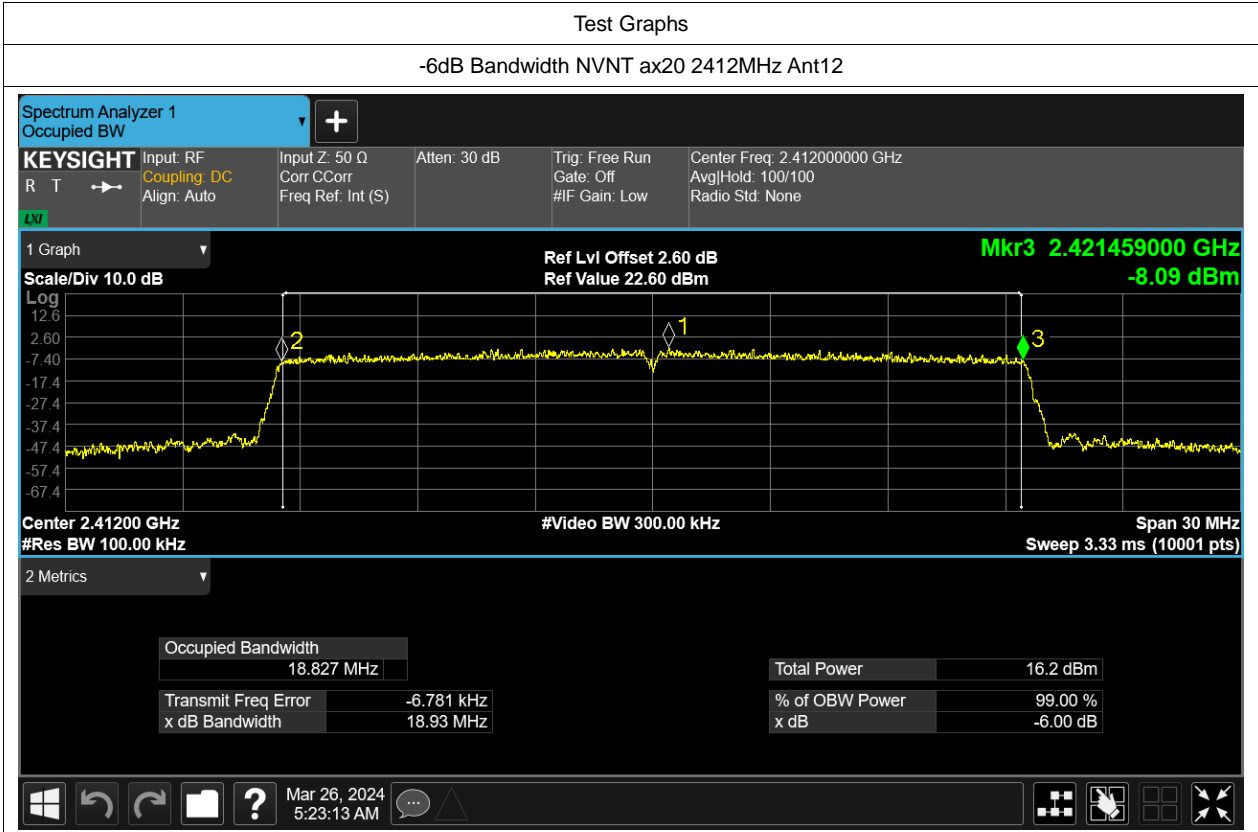 Test Graphs
-6dB Bandwidth NVNT ax20 2412MHz Ant12
Spectrum Analyzer 1
Occupied BW
KEYSIGHT
R T
LXI
Input: RF
Coupling: DC
Align: Auto
Input Z: 50 Ω
Corr CCorr
Freq Ref: Int (S)
Atten: 30 dB
Trig: Free Run
Gate: Off
#IF Gain: Low
Center Freq: 2.412000000 GHz
Avg|Hold: 100/100
Radio Std: None
1 Graph
Scale/Div 10.0 dB
Ref Lvl Offset 2.60 dB
Ref Value 22.60 dBm
Mkr3 2.421459000 GHz
-8.09 dBm
Log
12.6
2.60
-7.40
-17.4
-27.4
-37.4
-47.4
-57.4
-67.4
2
1
3
Center 2.41200 GHz
#Res BW 100.00 kHz
#Video BW 300.00 kHz
Span 30 MHz
Sweep 3.33 ms (10001 pts)
2 Metrics
Occupied Bandwidth
18.827 MHz
Transmit Freq Error -6.781 kHz
x dB Bandwidth 18.93 MHz
Total Power 16.2 dBm
% of OBW Power 99.00 %
x dB -6.00 dB
Mar 26, 2024
5:23:13 AM